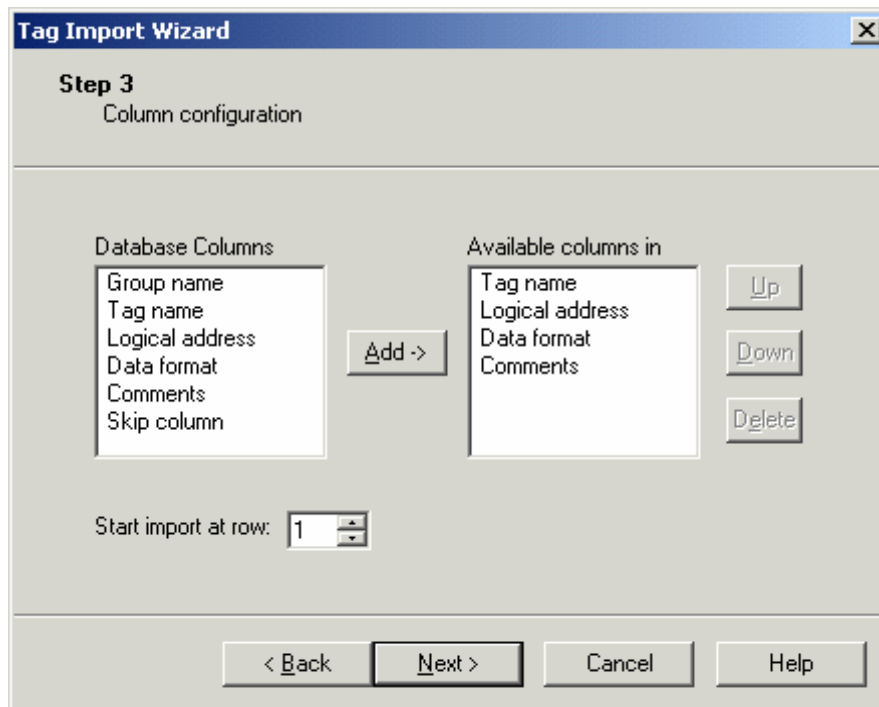 Tag Import Wizard
Step 3
Column configuration
Database Columns
Group name
Tag name
Logical address
Data format
Comments
Skip column
Add ->
Available columns in
Tag name
Logical address
Data format
Comments
Up
Down
Delete
Start import at row: 1
< Back
Next >
Cancel
Help